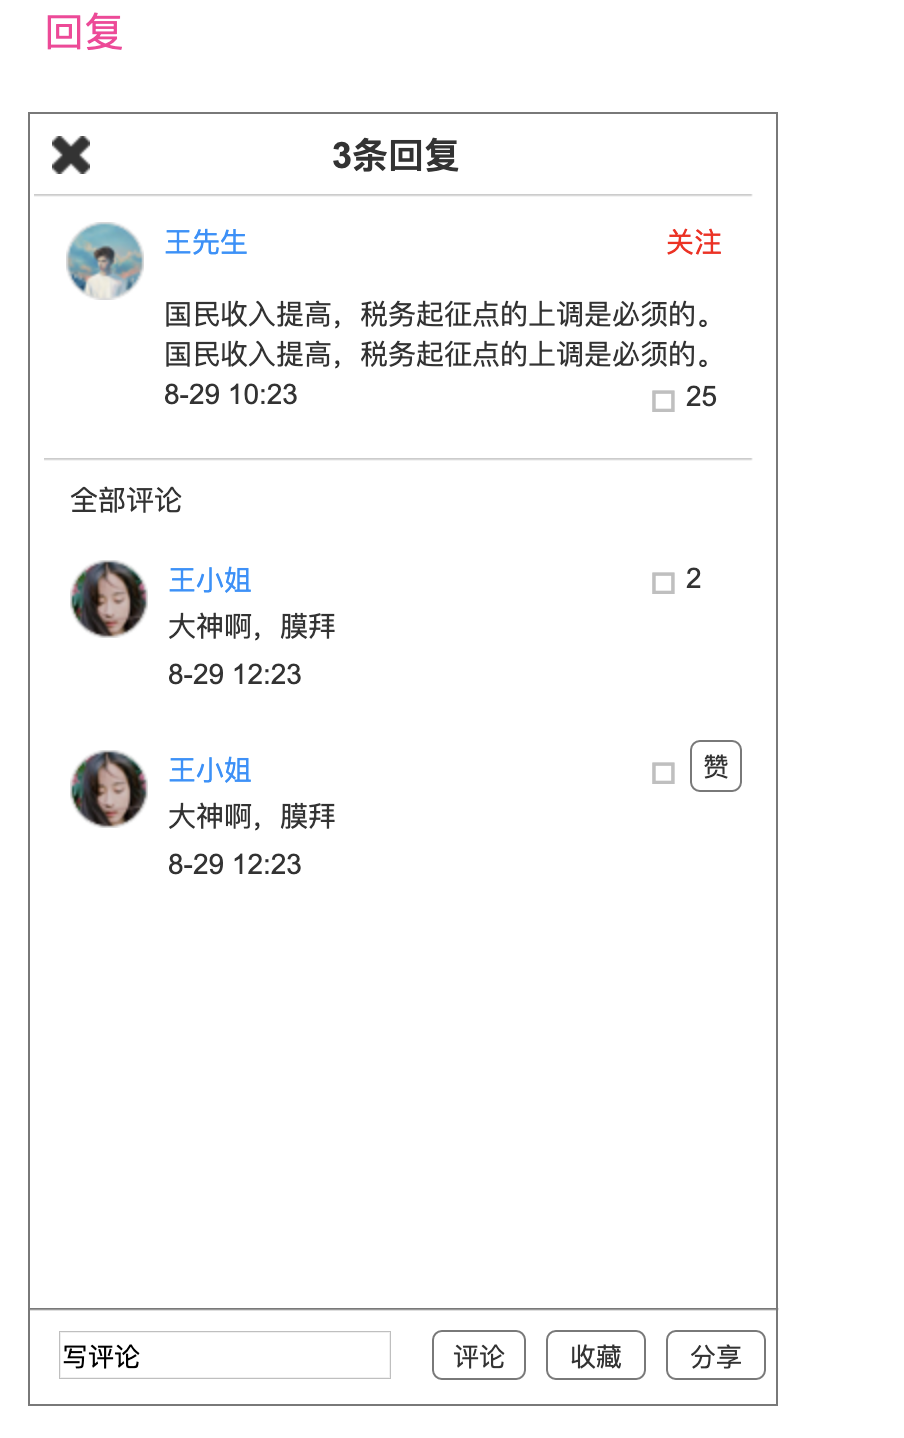 回复
3条回复
王先生 关注
国民收入提高，税务起征点的上调是必须的。
国民收入提高，税务起征点的上调是必须的。
8-29 10:23 25
全部评论
王小姐 2
大神啊，膜拜
8-29 12:23
王小姐 赞
大神啊，膜拜
8-29 12:23
写评论 评论 收藏 分享